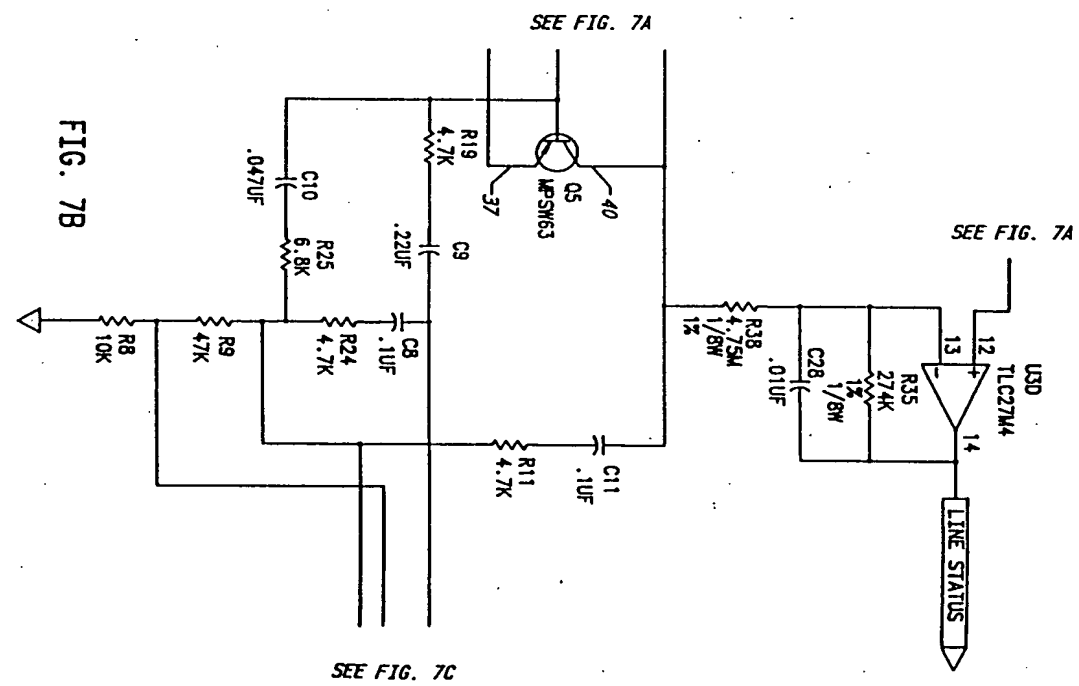 SEE FIG. 7A
SEE FIG. 7A
FIG. 7B
R19
4.7K
Q5
MPSW63
40
37
C10
.047UF
R25
6.8K
C9
.22UF
R8
10K
R9
47K
R24
4.7K
C8
.1UF
R11
4.7K
C11
.1UF
R38
4.75M
1/8W
1%
C28
.01UF
R35
274K
1%
1/8W
13
12
-
+
U3D
TLC27M4
14
LINE STATUS
SEE FIG. 7C